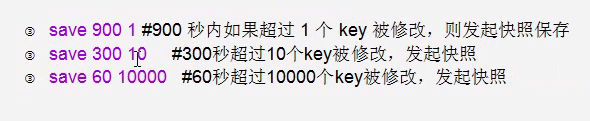 ③ save 900 1 #900 秒内如果超过 1 个 key 被修改，则发起快照保存
③ save 300 10 #300秒超过10个key被修改，发起快照
③ save 60 10000 #60秒超过10000个key被修改，发起快照